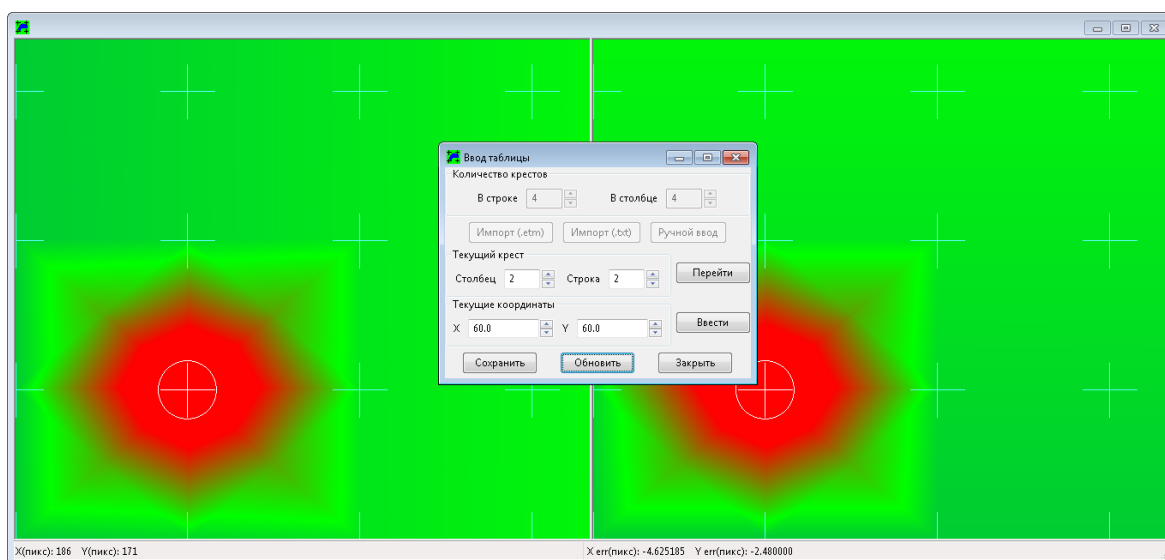 Ввод таблицы
Количество крестов
В строке 4 В столбце 4
Импорт (.etm) Импорт (.txt) Ручной ввод
Текущий крест
Столбец 2 Строка 2 Перейти
Текущие координаты
X 60.0 Y 60.0 Ввести
Сохранить Обновить Закрыть
X(пикс): 186 Y(пикс): 171 X err(пикс): -4.625185 Y err(пикс): -2.480000